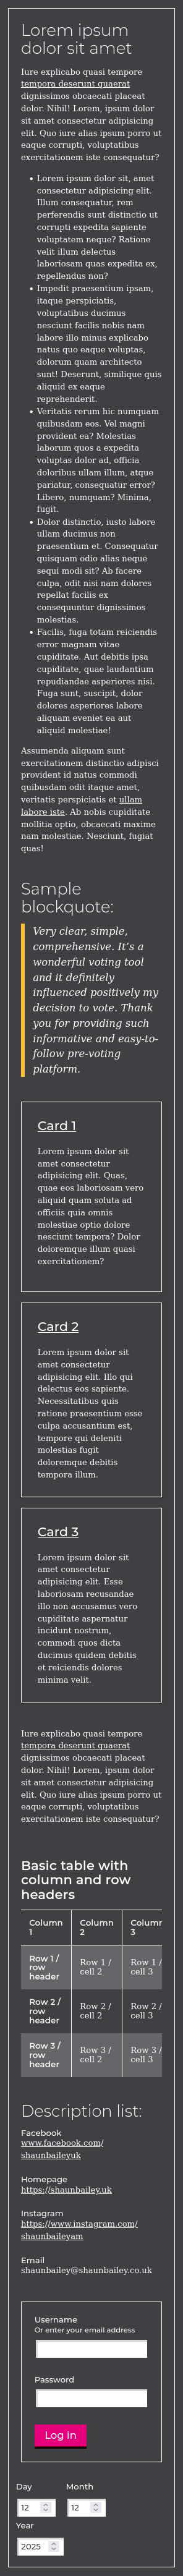 Lorem ipsum
dolor sit amet
Iure explicabo quasi tempore
tempora deserunt quaerat
dignissimos obcaecati placeat
dolor. Nihil! Lorem, ipsum dolor
sit amet consectetur adipisicing
elit. Quo iure alias ipsum porro ut
eaque corrupti, voluptatibus
exercitationem iste consequatur?
• Lorem ipsum dolor sit, amet
consectetur adipisicing elit.
Illum consequatur, rem
perferendis sunt distinctio ut
corrupti expedita sapiente
voluptatem neque? Ratione
velit illum delectus
laboriosam quas expedita ex,
repellendus non?
• Impedit praesentium ipsam,
itaque perspiciatis,
voluptatibus ducimus
nesciunt facilis nobis nam
labore illo minus explicabo
natus quo eaque voluptas,
dolorum quam architecto
sunt! Deserunt, similique quis
aliquid ex eaque
reprehenderit.
• Veritatis rerum hic numquam
quibusdam eos. Vel magni
provident ea? Molestias
laborum quos a expedita
voluptas dolor ad, officia
doloribus ullam illum, atque
pariatur, consequatur error?
Libero, numquam? Minima,
fugit.
• Dolor distinctio, iusto labore
ullam ducimus non
praesentium et. Consequatur
quisquam odio alias neque
sequi modi sit? Ab facere
culpa, odit nisi nam dolores
repellat facilis ex
consequuntur dignissimos
molestias.
• Facilis, fuga totam reiciendis
error magnam vitae
cupiditate. Aut debitis ipsa
cupiditate, quae laudantium
repudiandae asperiores nisi.
Fuga sunt, suscipit, dolor
dolores asperiores labore
aliquam eveniet ea aut
aliquid molestiae!
Assumenda aliquam sunt
exercitationem distinctio adipisci
provident id natus commodi
quibusdam odit itaque amet,
veritatis perspiciatis et ullam
labore iste. Ab nobis cupiditate
mollitia optio, obcaecati maxime
nam molestiae. Nesciunt, fugiat
quas!
Sample
blockquote:
Very clear, simple,
comprehensive. It’s a
wonderful voting tool
and it definitely
influenced positively my
decision to vote. Thank
you for providing such
informative and easy-to-
follow pre-voting
platform.
Card 1
Lorem ipsum dolor sit
amet consectetur
adipisicing elit. Quas,
quae eos laboriosam vero
aliquid quam soluta ad
officiis quia omnis
molestiae optio dolore
nesciunt tempora? Dolor
doloremque illum quasi
exercitationem?
Card 2
Lorem ipsum dolor sit
amet consectetur
adipisicing elit. Illo qui
delectus eos sapiente.
Necessitatibus quis
ratione praesentium esse
culpa accusantium est,
tempore qui deleniti
molestias fugit
doloremque debitis
tempora illum.
Card 3
Lorem ipsum dolor sit
amet consectetur
adipisicing elit. Esse
laboriosam recusandae
illo non accusamus vero
cupiditate aspernatur
incidunt nostrum,
commodi quos dicta
ducimus quidem debitis
et reiciendis dolores
minima velit.
Iure explicabo quasi tempore
tempora deserunt quaerat
dignissimos obcaecati placeat
dolor. Nihil! Lorem, ipsum dolor
sit amet consectetur adipisicing
elit. Quo iure alias ipsum porro ut
eaque corrupti, voluptatibus
exercitationem iste consequatur?
Basic table with
column and row
headers
Column 1 Column 2 Column 3
Row 1 / row header Row 1 / cell 2 Row 1 / cell 3
Row 2 / row header Row 2 / cell 2 Row 2 / cell 3
Row 3 / row header Row 3 / cell 2 Row 3 / cell 3
Description list:
Facebook
www.facebook.com/
shaunbaileyuk
Homepage
https://shaunbailey.uk
Instagram
https://www.instagram.com/
shaunbaileyam
Email
shaunbailey@shaunbailey.co.uk
Username
Or enter your email address
Password
Log in
Day Month
12 12
Year
2025